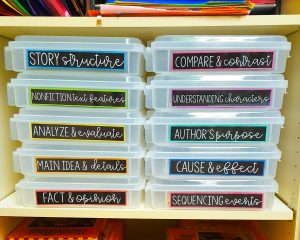 STORY structure
NONFICTION text features
ANALYZE & evaluate
MAIN IDEA & details
FACT & opinion
COMPARE & contrast
UNDERSTANDING characters
AUTHOR'S purpose
CAUSE & effect
SEQUENCING events